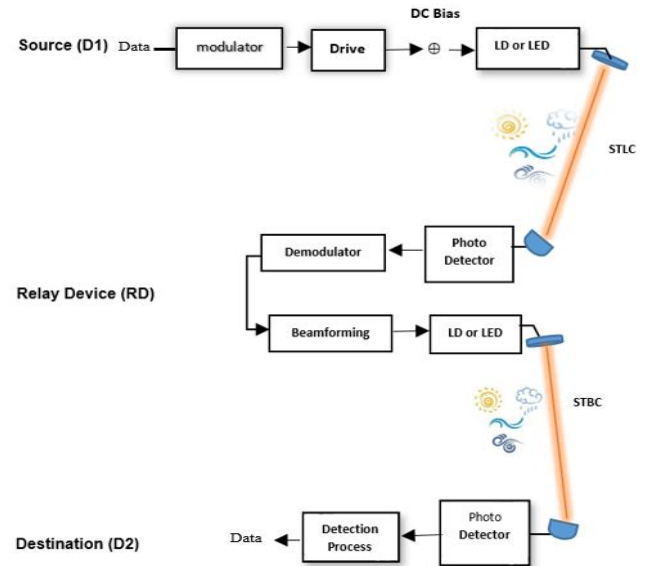 DC Bias
Source (D1) Data modulator Drive ⊕ LD or LED
STLC
Demodulator Photo
Detector
Relay Device (RD)
Beamforming LD or LED
STBC
Destination (D2) Data Detection
Process Photo
Detector